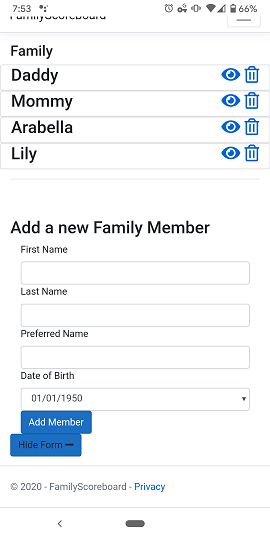 7:53
66%
FamilyScoreboard
Family
Daddy
Mommy
Arabella
Lily
Add a new Family Member
First Name
Last Name
Preferred Name
Date of Birth
01/01/1950
Add Member
Hide Form
© 2020 - FamilyScoreboard - Privacy